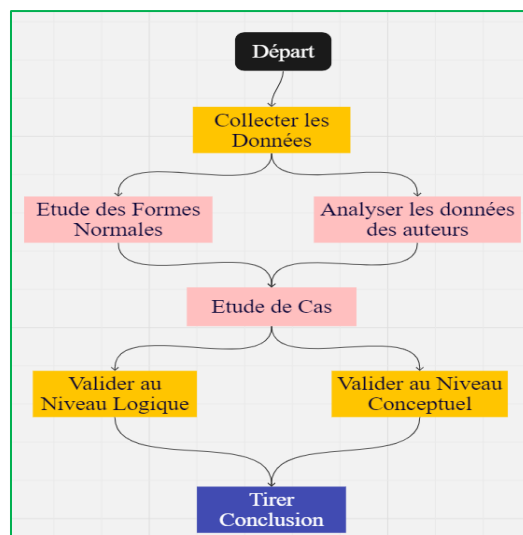 Départ
Collecter les
Données
Etude des Formes
Normales
Analyser les données
des auteurs
Etude de Cas
Valider au
Niveau Logique
Valider au Niveau
Conceptuel
Tirer
Conclusion